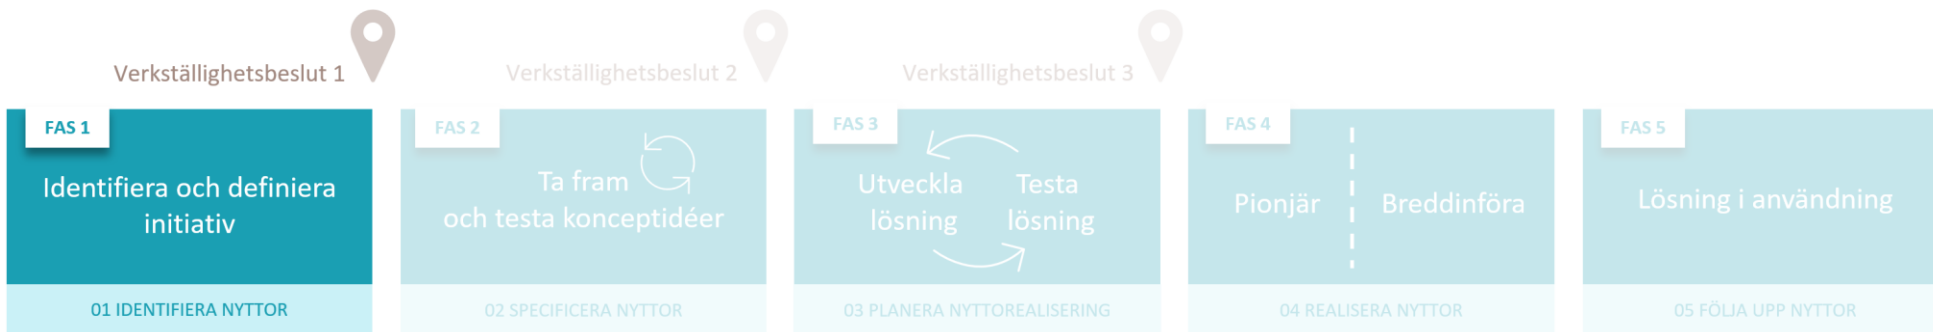 Verkställighetsbeslut 1
Verkställighetsbeslut 2
Verkställighetsbeslut 3
FAS 1
Identifiera och definiera
initiativ
01 IDENTIFIERA NYTTOR
FAS 2
Ta fram
och testa konceptidéer
02 SPECIFICERA NYTTOR
FAS 3
Utveckla
lösning
Testa
lösning
03 PLANERA NYTTOREALISERING
FAS 4
Pionjär
Breddinföra
04 REALISERA NYTTOR
FAS 5
Lösning i användning
05 FÖLJA UPP NYTTOR